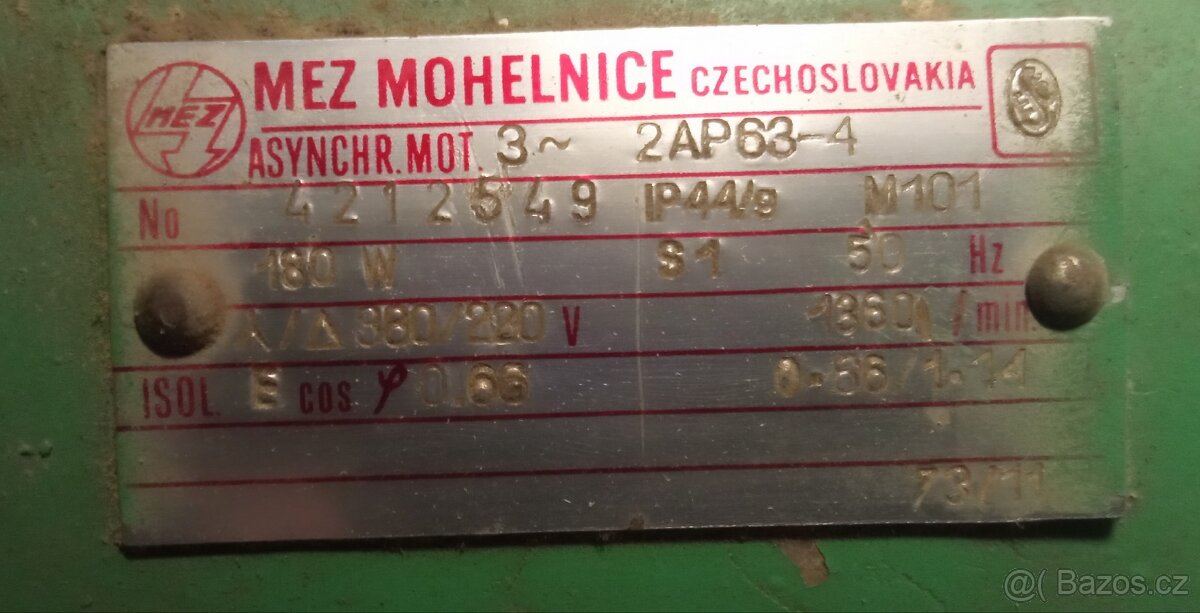 MEZ
MEZ MOHELNICE CZECHOSLOVAKIA
ASYNCHR. MOT. 3~ 2AP63-4
No 4212549 IP44/g M101
180 W S1 50 Hz
⅄/Δ 380/220 V 1360 /min.
ISOL. E cos φ 0.66 0.66/1.14
73/11
@( Bazos.cz